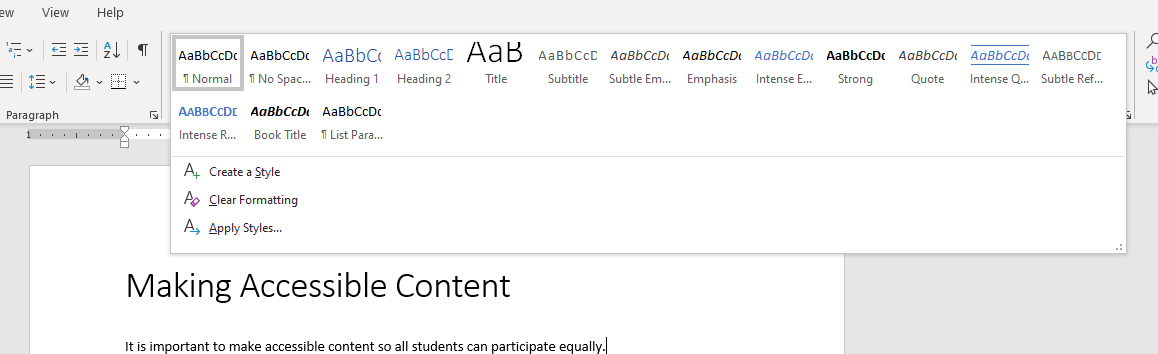 ew View Help
AaBbCcDc AaBbCcDc AaBbCc AaBbCcD AaB AaBbCcD AaBbCcDc AaBbCcDc AaBbCcDc AaBbCcDc AaBbCcDc AaBbCcDc AaBbCcDd
¶ Normal ¶ No Spac... Heading 1 Heading 2 Title Subtitle Subtle Em... Emphasis Intense E... Strong Quote Intense Q... Subtle Ref...
AaBbCcDd AaBbCcDc AaBbCcDc
Intense R... Book Title ¶ List Para...
Paragraph
1
Create a Style
Clear Formatting
Apply Styles...
Making Accessible Content
It is important to make accessible content so all students can participate equally.